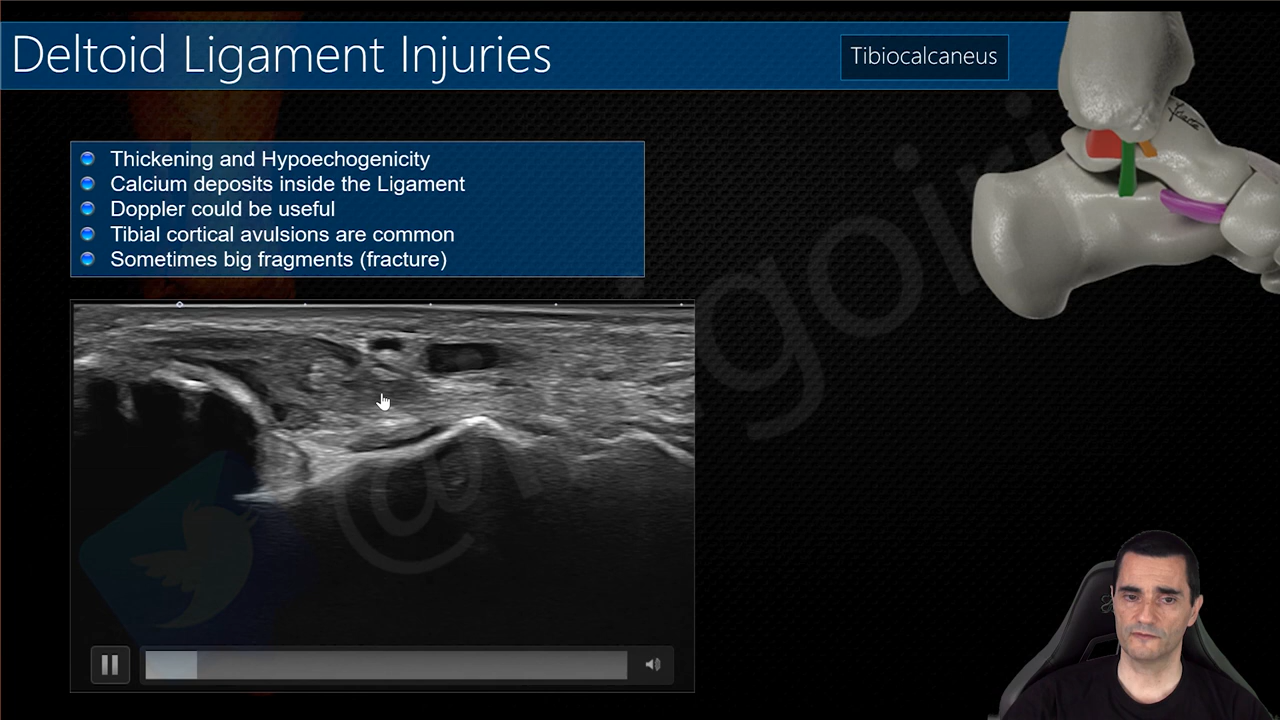 Deltoid Ligament Injuries
Tibiocalcaneus
Thickening and Hypoechogenicity
Calcium deposits inside the Ligament
Doppler could be useful
Tibial cortical avulsions are common
Sometimes big fragments (fracture)